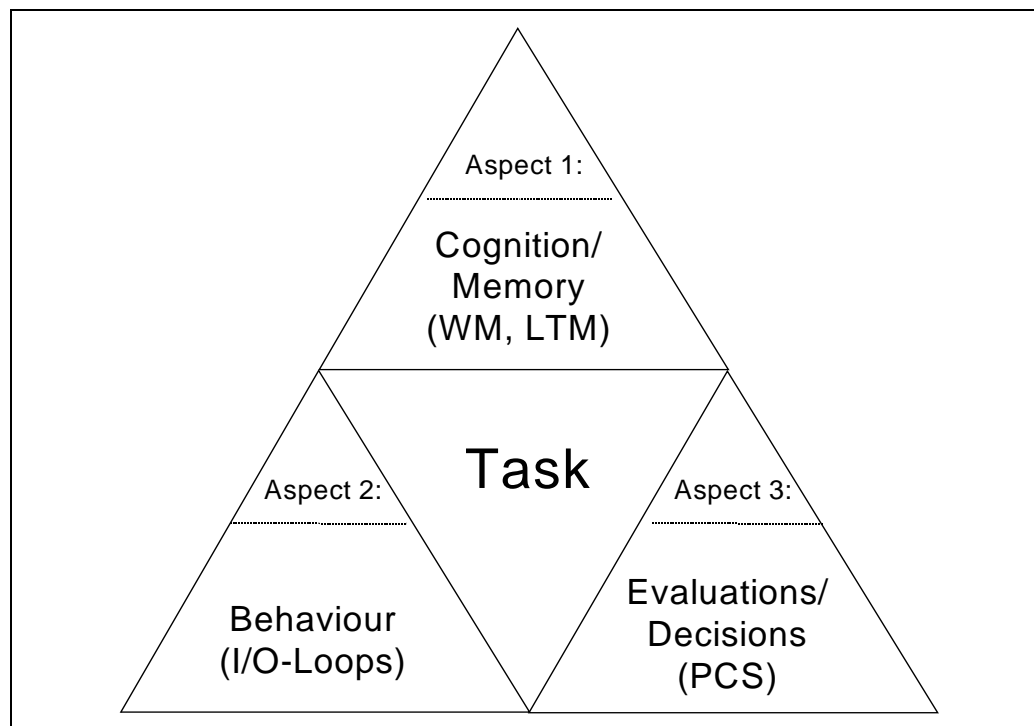 Aspect 1:
Cognition/
Memory
(WM, LTM)
Task
Aspect 2:
Behaviour
(I/O-Loops)
Aspect 3:
Evaluations/
Decisions
(PCS)